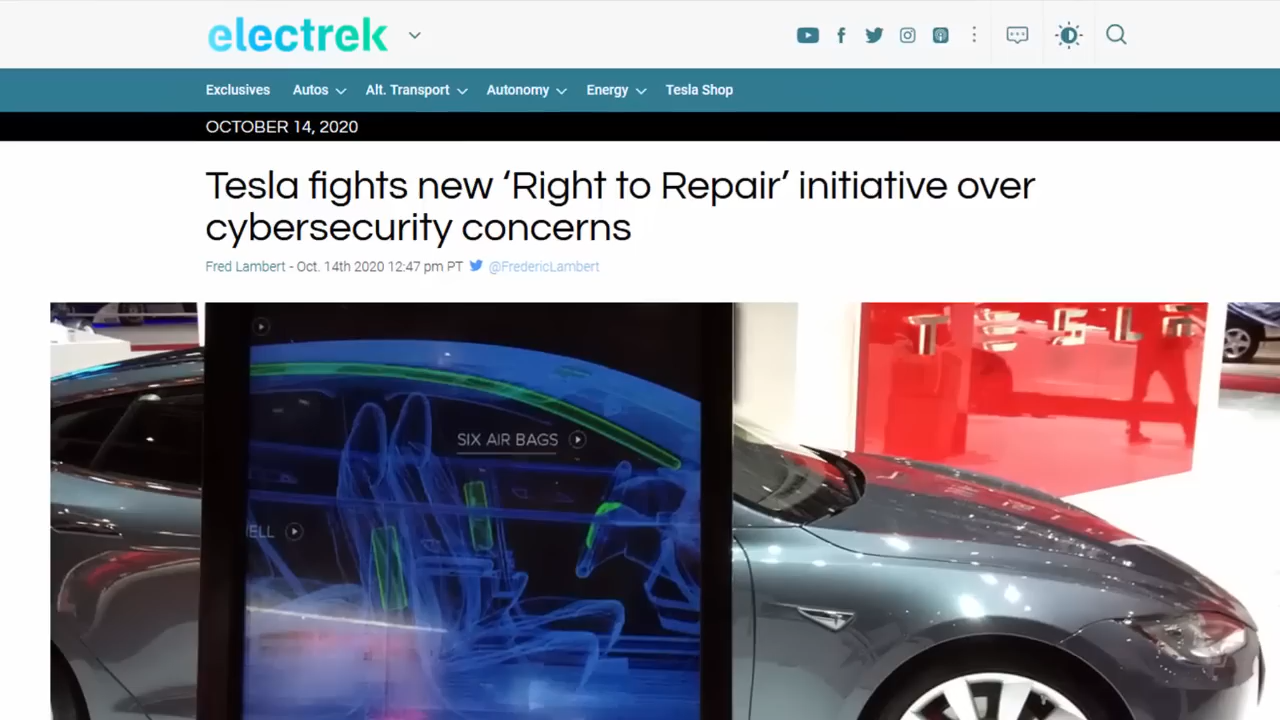 electrek
Exclusives Autos Alt. Transport Autonomy Energy Tesla Shop
OCTOBER 14, 2020
Tesla fights new ‘Right to Repair’ initiative over
cybersecurity concerns
Fred Lambert - Oct. 14th 2020 12:47 pm PT @FredericLambert
TESLA
SIX AIR BAGS
ELL